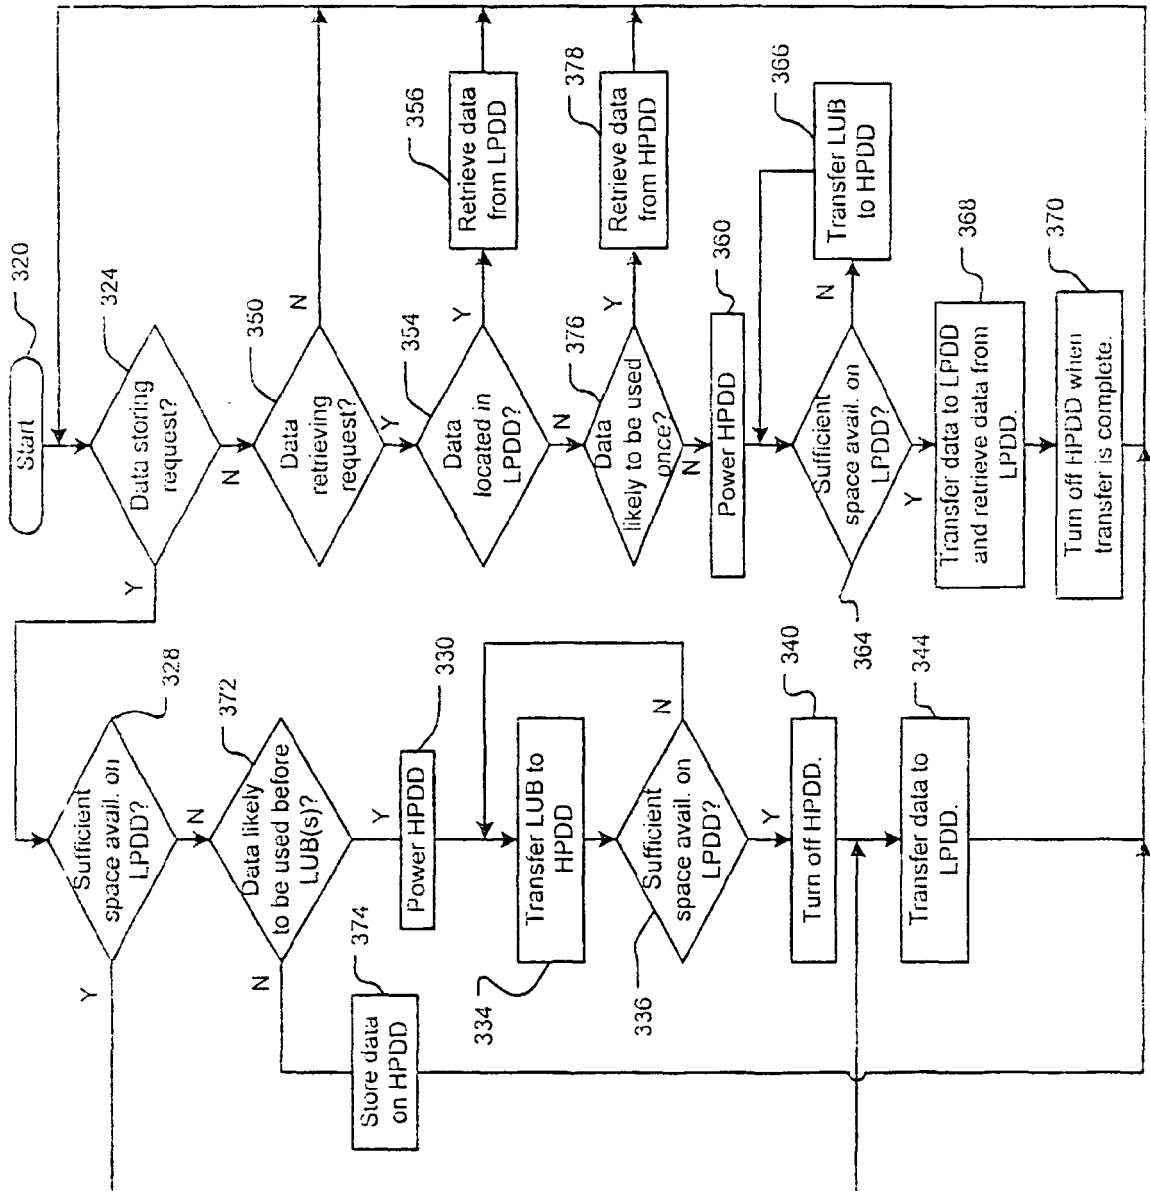 Start
320
Data storing
request?
324
Y
N
Data
retrieving
request?
350
N
Y
Data
located in
LPDD?
354
Y
N
Retrieve data
from LPDD
356
Data
likely to be used
once?
376
Y
N
Retrieve data
from HPDD
378
Power HPDD
360
Sufficient
space avail. on
LPDD?
364
N
Y
Transfer LUB
to HPDD
366
Transfer data to LPDD
and retrieve data from
LPDD.
368
Turn off HPDD when
transfer is complete.
370
Sufficient
space avail. on
LPDD?
328
Y
N
Data likely
to be used before
LUB(s)?
372
N
Y
Store data
on HPDD
374
Power HPDD
330
Transfer LUB to
HPDD
334
Sufficient
space avail. on
LPDD?
336
N
Y
Turn off HPDD.
340
Transfer data to
LPDD.
344